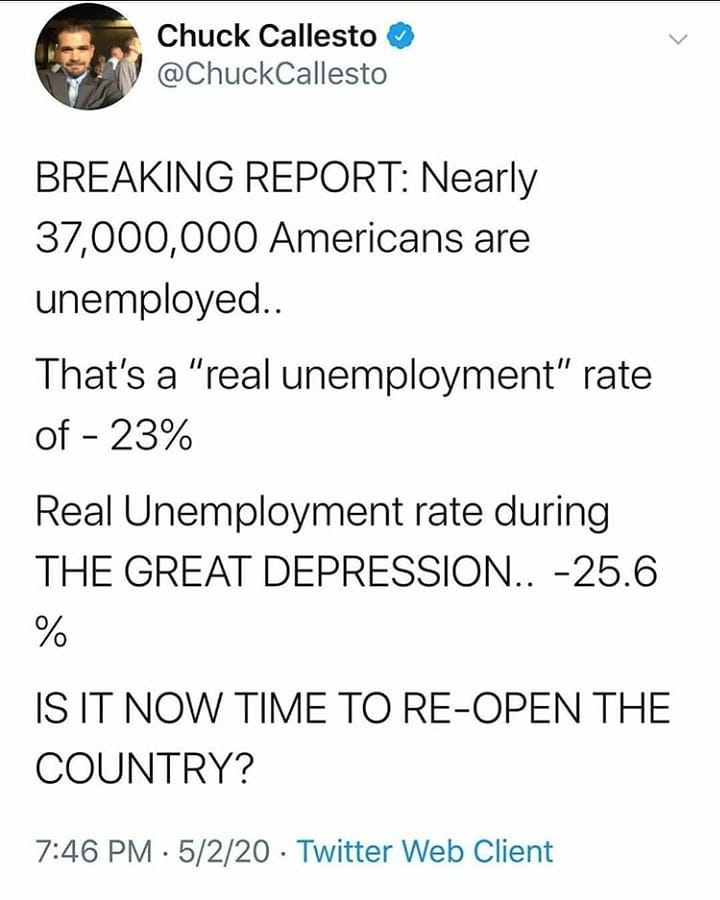 Chuck Callesto
@ChuckCallesto
BREAKING REPORT: Nearly
37,000,000 Americans are
unemployed..
That's a "real unemployment" rate
of - 23%
Real Unemployment rate during
THE GREAT DEPRESSION.. -25.6
%
IS IT NOW TIME TO RE-OPEN THE
COUNTRY?
7:46 PM · 5/2/20 · Twitter Web Client